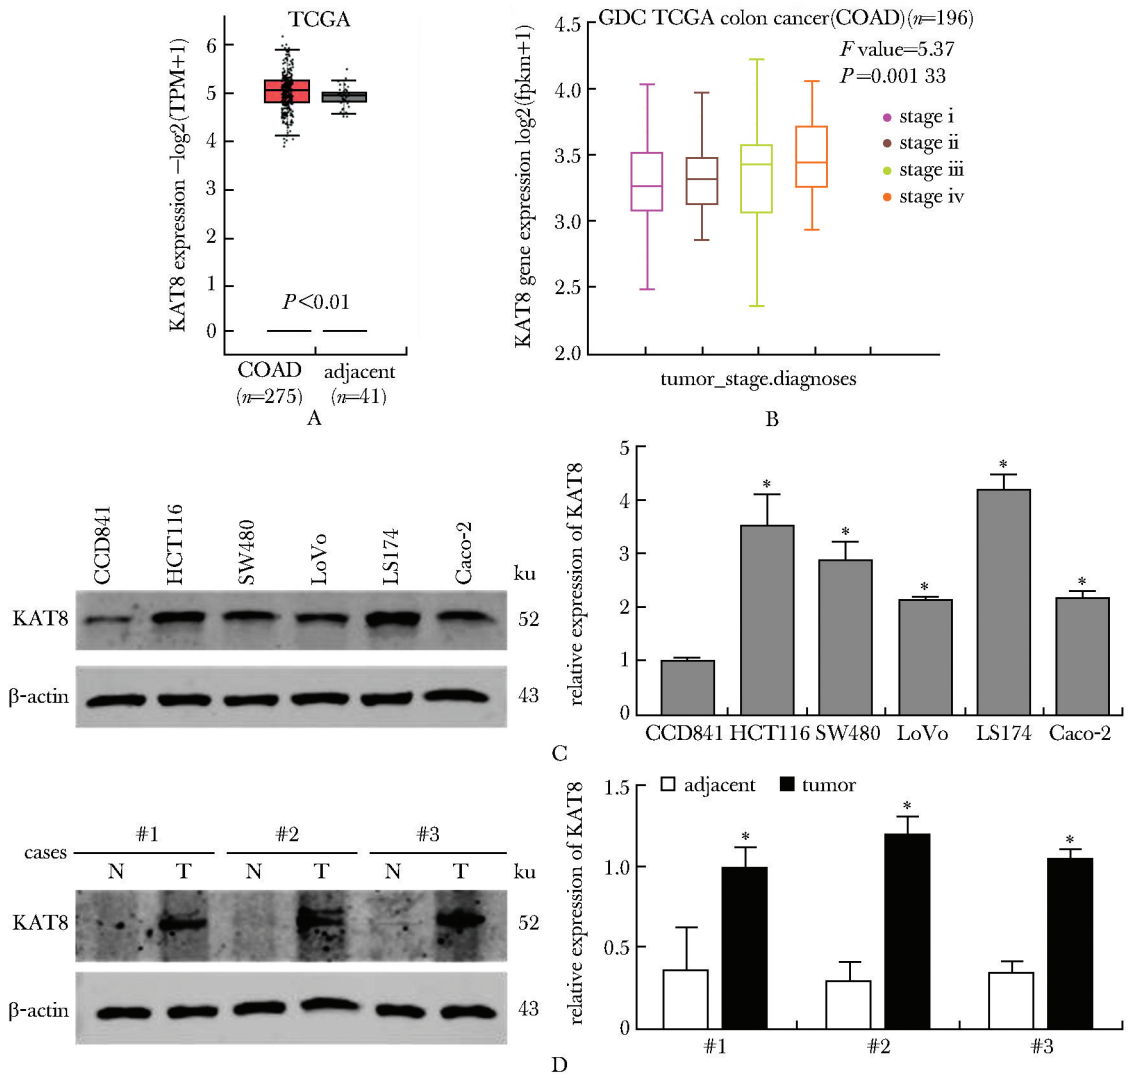 TCGA
KAT8 expression −log2(TPM+1)
6
5
4
3
2
1
0
P<0.01
COAD
(n=275)
adjacent
(n=41)
A
GDC TCGA colon cancer(COAD)(n=196)
F value=5.37
P=0.001 33
stage i
stage ii
stage iii
stage iv
KAT8 gene expression log2(fpkm+1)
4.5
4.0
3.5
3.0
2.5
2.0
tumor_stage.diagnoses
B
CCD841
HCT116
SW480
LoVo
LS174
Caco-2
ku
KAT8
52
β-actin
43
relative expression of KAT8
5
4
3
2
1
0
*
*
*
*
*
CCD841 HCT116 SW480 LoVo LS174 Caco-2
C
cases
#1 #2 #3
N T N T N T
ku
KAT8
52
β-actin
43
adjacent tumor
relative expression of KAT8
1.5
1.0
0.5
0
*
*
*
#1 #2 #3
D